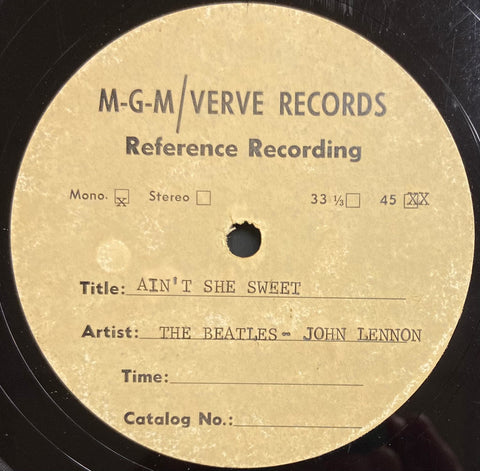 M-G-M/VERVE RECORDS
Reference Recording
Mono. ☒ Stereo ☐ 33 ⅓ ☐ 45 ☐XX
Title: AIN'T SHE SWEET
Artist: THE BEATLES- JOHN LENNON
Time:
Catalog No.: